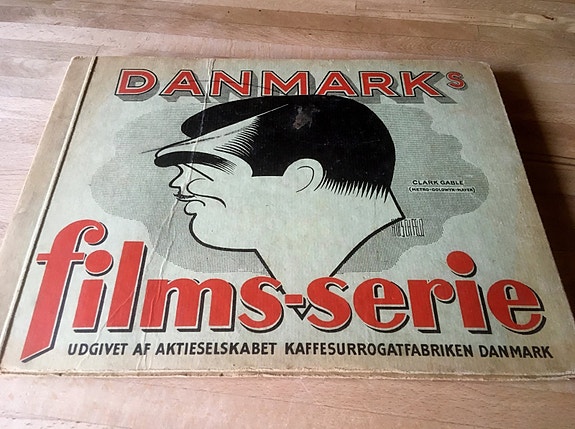 DANMARKS
CLARK GABLE
(METRO-GOLDWYN-MAYER)
films-serie
UDGIVET AF AKTIESELSKABET KAFFESURROGATFABRIKEN DANMARK